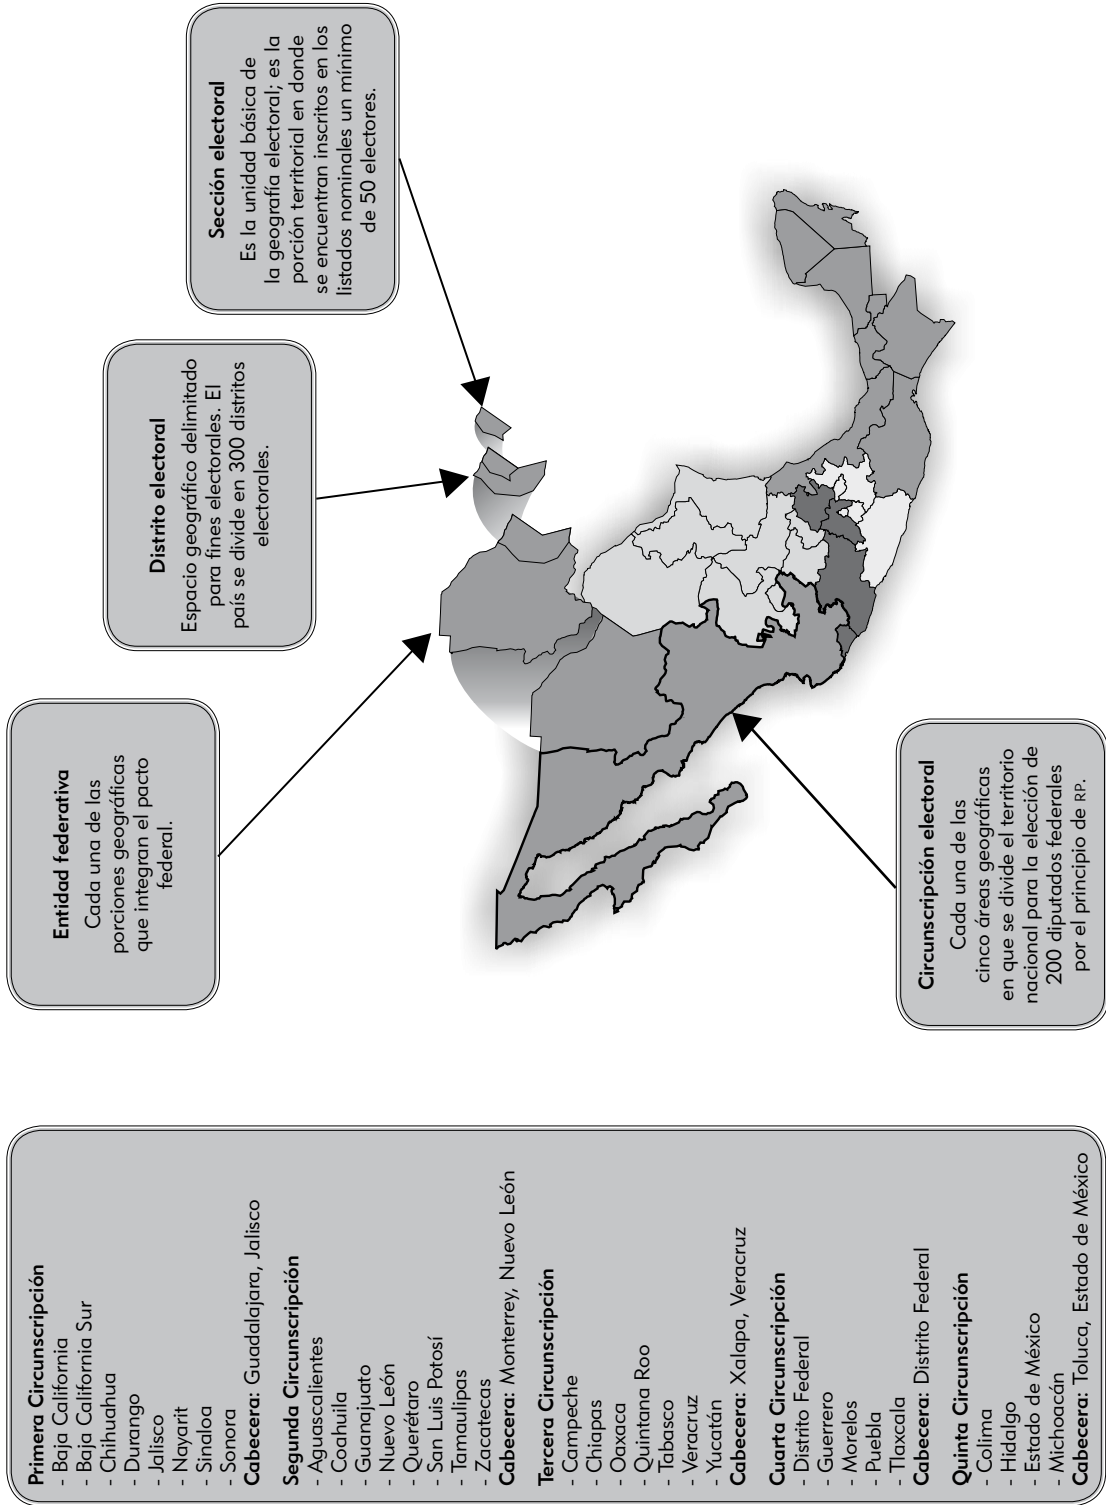 Primera Circunscripción
- Baja California
- Baja California Sur
- Chihuahua
- Durango
- Jalisco
- Nayarit
- Sinaloa
- Sonora
Cabecera: Guadalajara, Jalisco
Segunda Circunscripción
- Aguascalientes
- Coahuila
- Guanajuato
- Nuevo León
- Querétaro
- San Luis Potosí
- Tamaulipas
- Zacatecas
Cabecera: Monterrey, Nuevo León
Tercera Circunscripción
- Campeche
- Chiapas
- Oaxaca
- Quintana Roo
- Tabasco
- Veracruz
- Yucatán
Cabecera: Xalapa, Veracruz
Cuarta Circunscripción
- Distrito Federal
- Guerrero
- Morelos
- Puebla
- Tlaxcala
Cabecera: Distrito Federal
Quinta Circunscripción
- Colima
- Hidalgo
- Estado de México
- Michoacán
Cabecera: Toluca, Estado de México
Entidad federativa
Cada una de las
porciones geográficas
que integran el pacto
federal.
Distrito electoral
Espacio geográfico delimitado
para fines electorales. El
país se divide en 300 distritos
electorales.
Sección electoral
Es la unidad básica de
la geografía electoral; es la
porción territorial en donde
se encuentran inscritos en los
listados nominales un mínimo
de 50 electores.
Circunscripción electoral
Cada una de las
cinco áreas geográficas
en que se divide el territorio
nacional para la elección de
200 diputados federales
por el principio de RP.